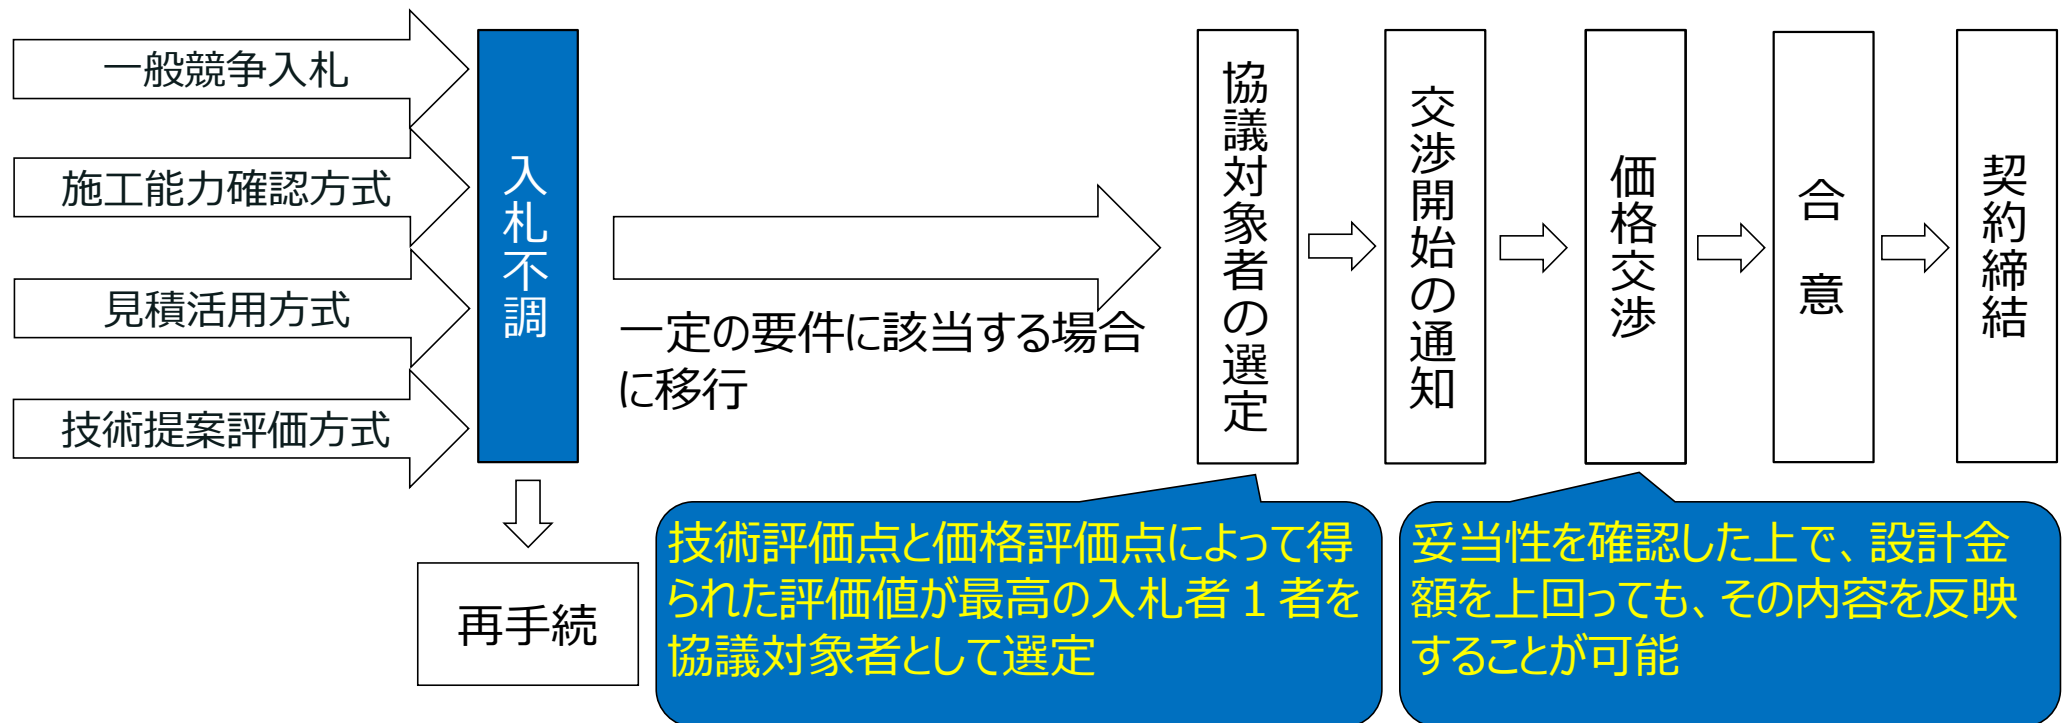 一般競争入札
施工能力確認方式
見積活用方式
技術提案評価方式
入札不調
再手続
一定の要件に該当する場合
に移行
協議対象者の選定
交渉開始の通知
価格交渉
合意
契約締結
技術評価点と価格評価点によって得
られた評価値が最高の入札者1者を
協議対象者として選定
妥当性を確認した上で、設計金
額を上回っても、その内容を反映
することが可能